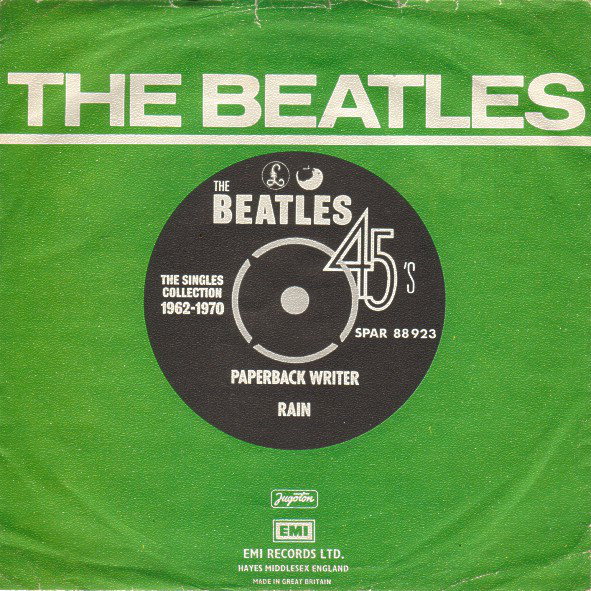 THE BEATLES
£
THE
BEATLES
45's
THE SINGLES
COLLECTION
1962-1970
SPAR 88923
PAPERBACK WRITER
RAIN
Jugoton
EMI
EMI RECORDS LTD.
HAYES MIDDLESEX ENGLAND
MADE IN GREAT BRITAIN